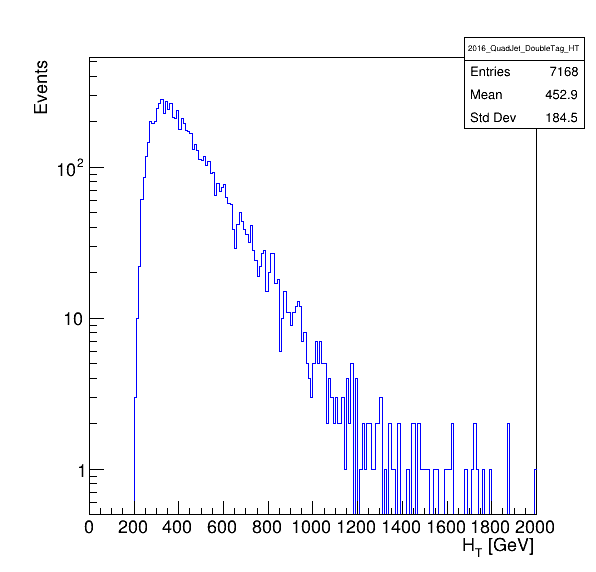 2016_QuadJet_DoubleTag_HT
Entries 7168
Mean 452.9
Std Dev 184.5
Events
10²
10
1
0 200 400 600 800 1000 1200 1400 1600 1800 2000
H_T [GeV]